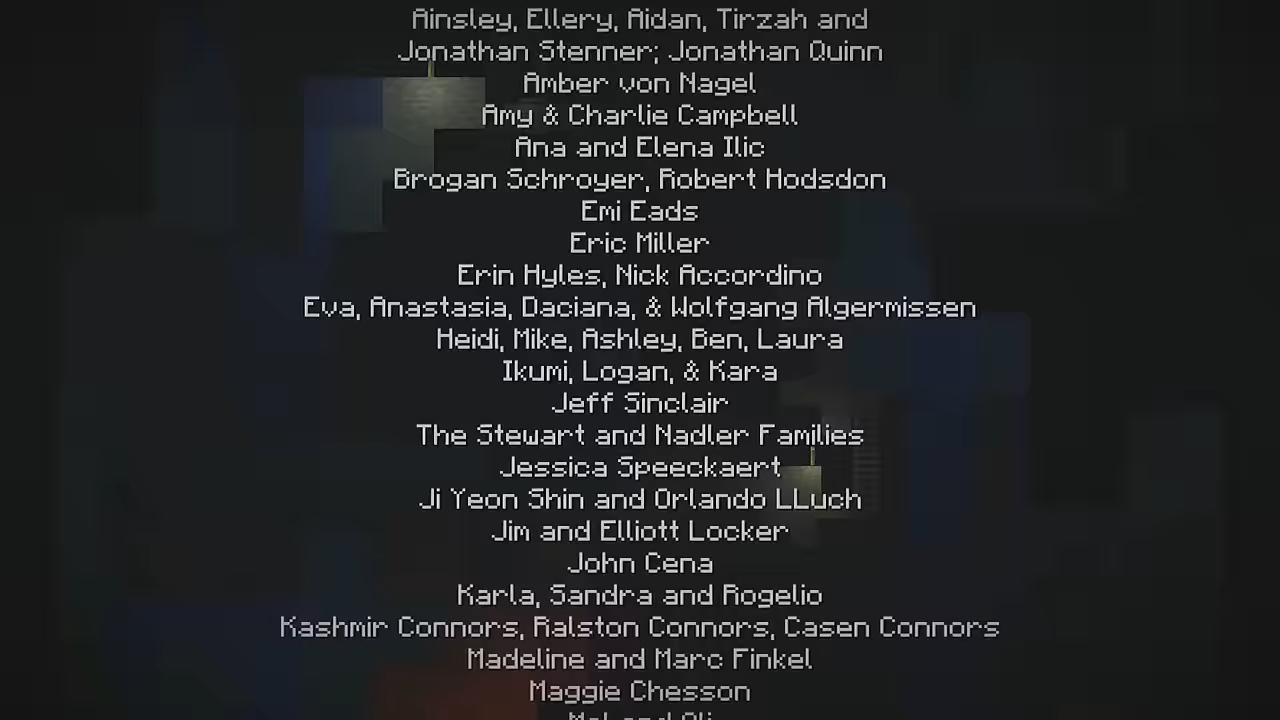 Ainsley, Ellery, Aidan, Tirzah and
Jonathan Stenner; Jonathan Quinn
Amber von Nagel
Amy & Charlie Campbell
Ana and Elena Ilic
Brogan Schroyer, Robert Hodsdon
Emi Eads
Eric Miller
Erin Hyles, Nick Accordino
Eva, Anastasia, Daciana, & Wolfgang Algermissen
Heidi, Mike, Ashley, Ben, Laura
Ikumi, Logan, & Kara
Jeff Sinclair
The Stewart and Nadler Families
Jessica Speeckaert
Ji Yeon Shin and Orlando LLuch
Jim and Elliott Locker
John Cena
Karla, Sandra and Rogelio
Kashmir Connors, Ralston Connors, Casen Connors
Madeline and Marc Finkel
Maggie Chesson